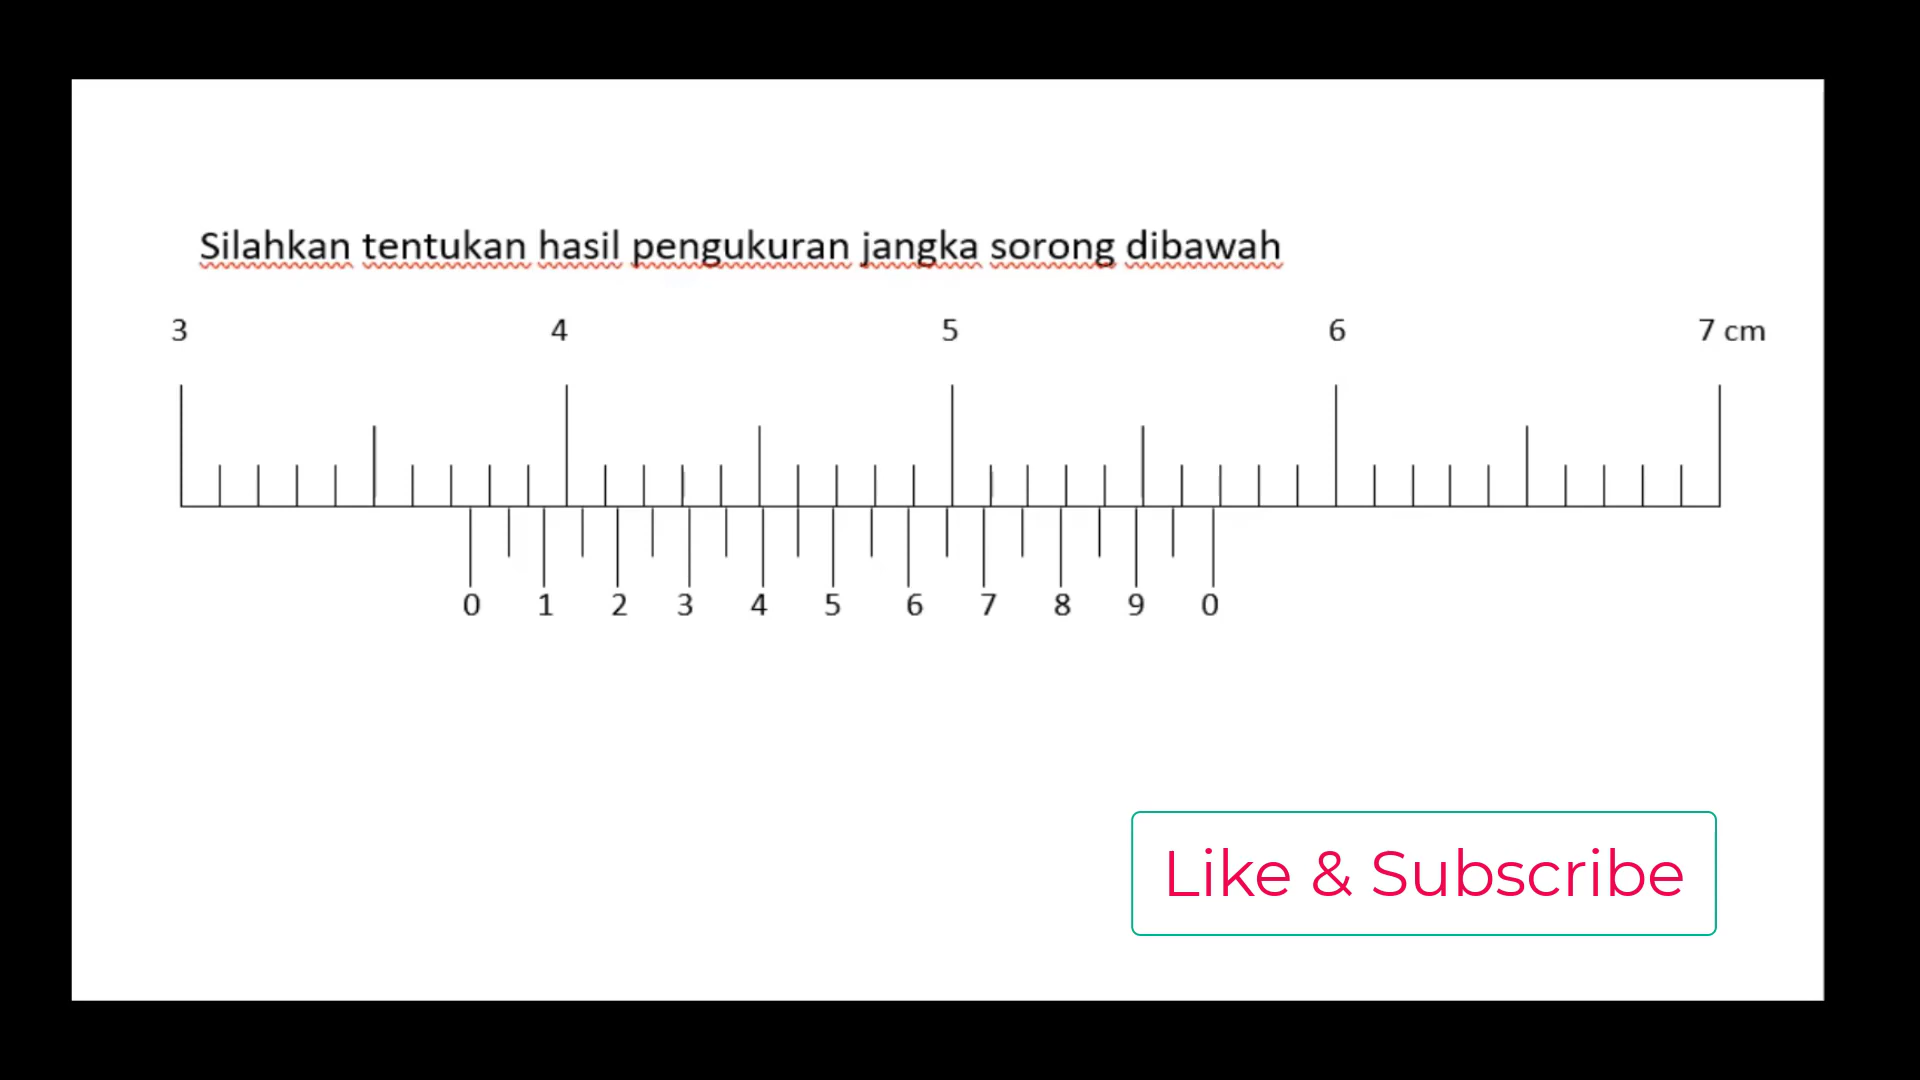 Silahkan tentukan hasil pengukuran jangka sorong dibawah
3 4 5 6 7 cm
0 1 2 3 4 5 6 7 8 9 0
Like & Subscribe